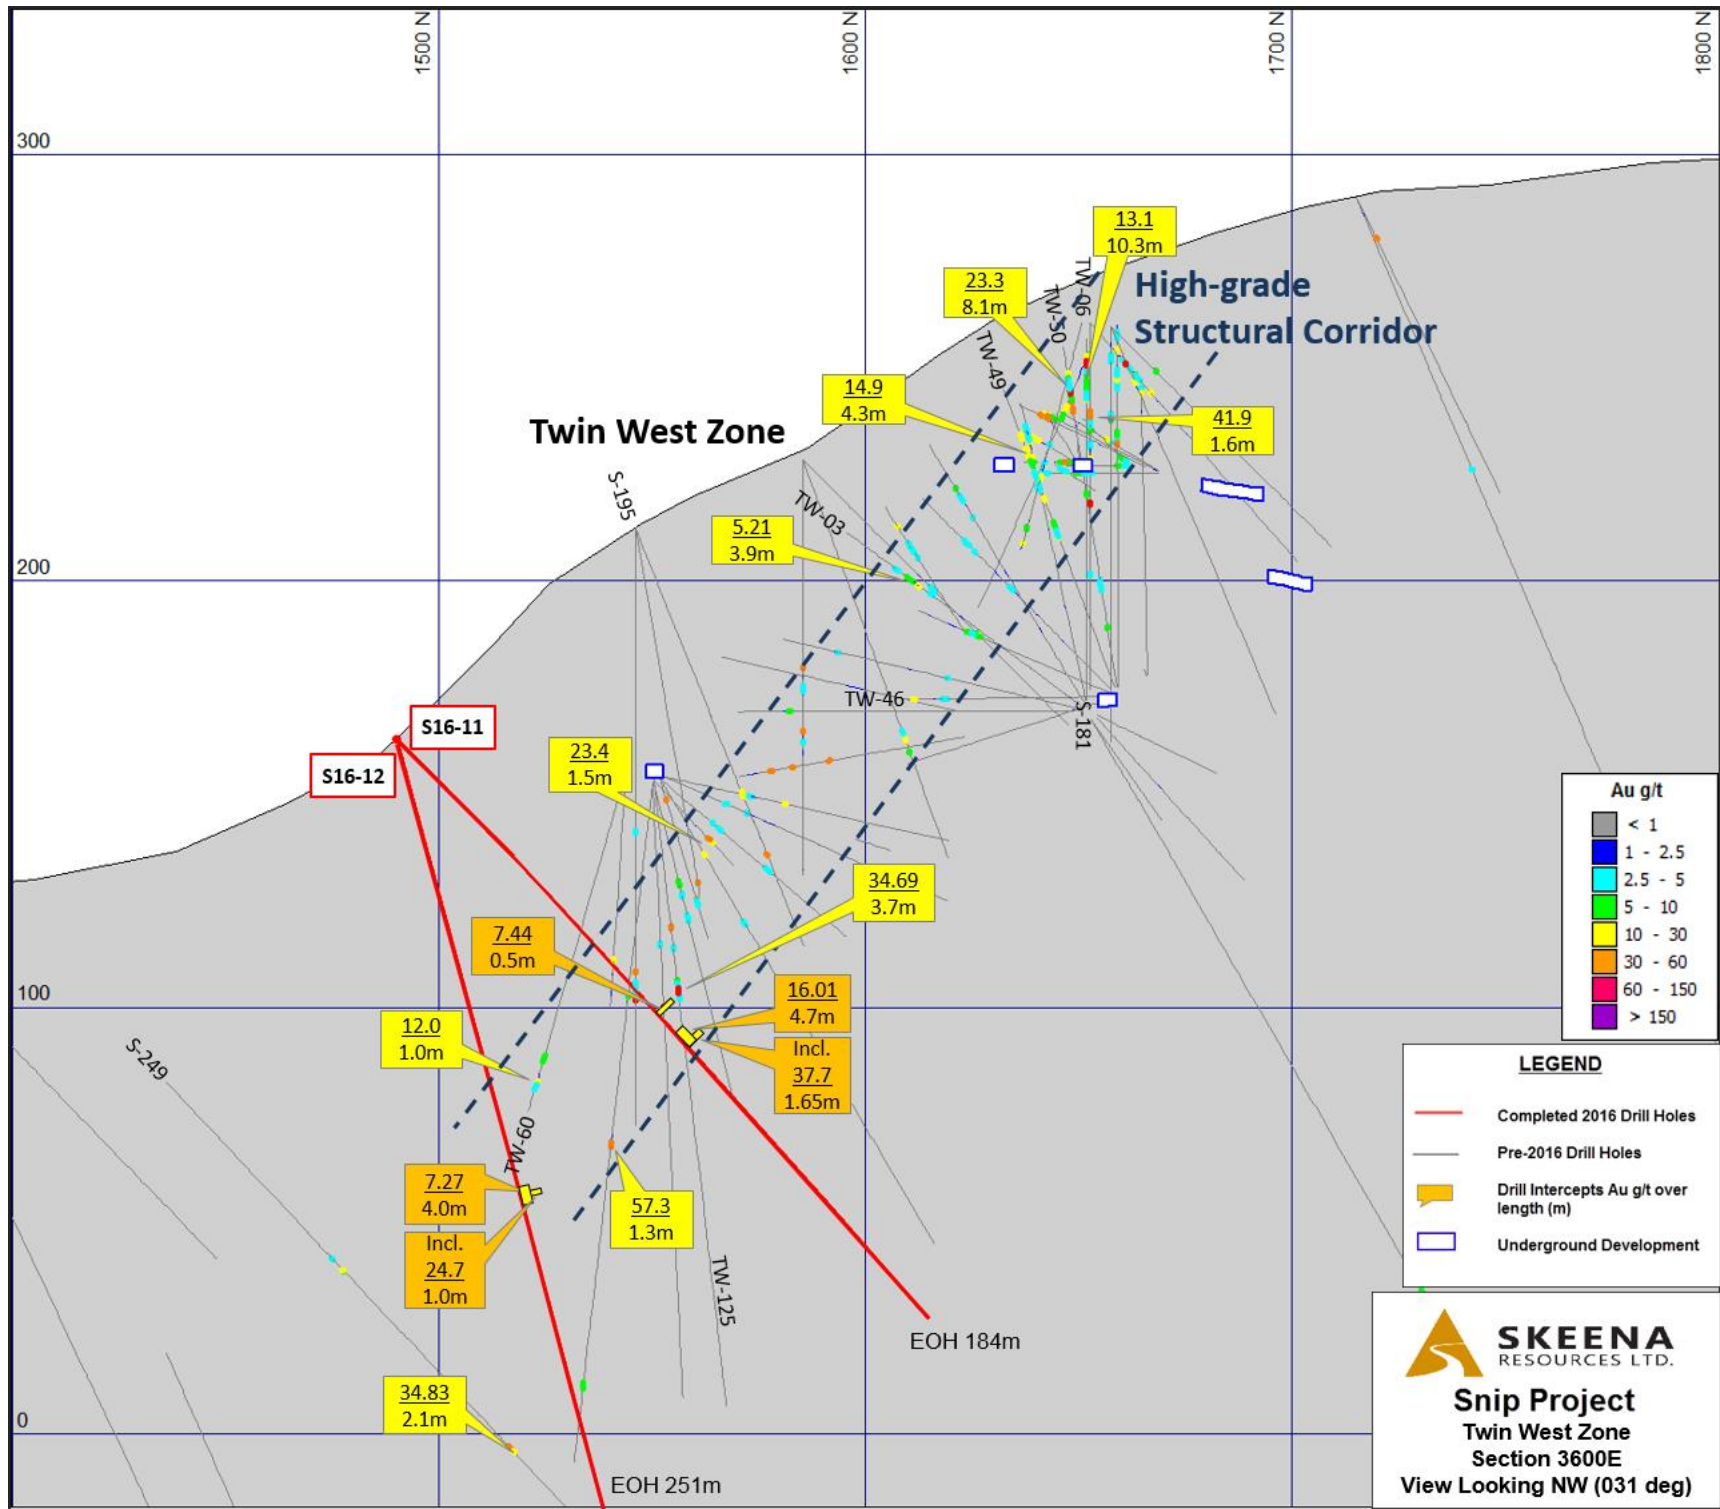 1500 N
1600 N
1700 N
1800 N
300
13.1
10.3m
TW-06
23.3
8.1m
TW-50
High-grade
Structural Corridor
TW-49
14.9
4.3m
41.9
1.6m
Twin West Zone
S-195
TW-03
5.21
3.9m
200
TW-46
S-181
S16-11
S16-12
23.4
1.5m
Au g/t
< 1
1 - 2.5
2.5 - 5
5 - 10
10 - 30
30 - 60
60 - 150
> 150
34.69
3.7m
7.44
0.5m
100
16.01
4.7m
Incl.
37.7
1.65m
12.0
1.0m
S-249
TW-60
7.27
4.0m
Incl.
24.7
1.0m
57.3
1.3m
TW-125
LEGEND
Completed 2016 Drill Holes
Pre-2016 Drill Holes
Drill Intercepts Au g/t over
length (m)
Underground Development
EOH 184m
34.83
2.1m
0
EOH 251m
SKEENA
RESOURCES LTD.
Snip Project
Twin West Zone
Section 3600E
View Looking NW (031 deg)